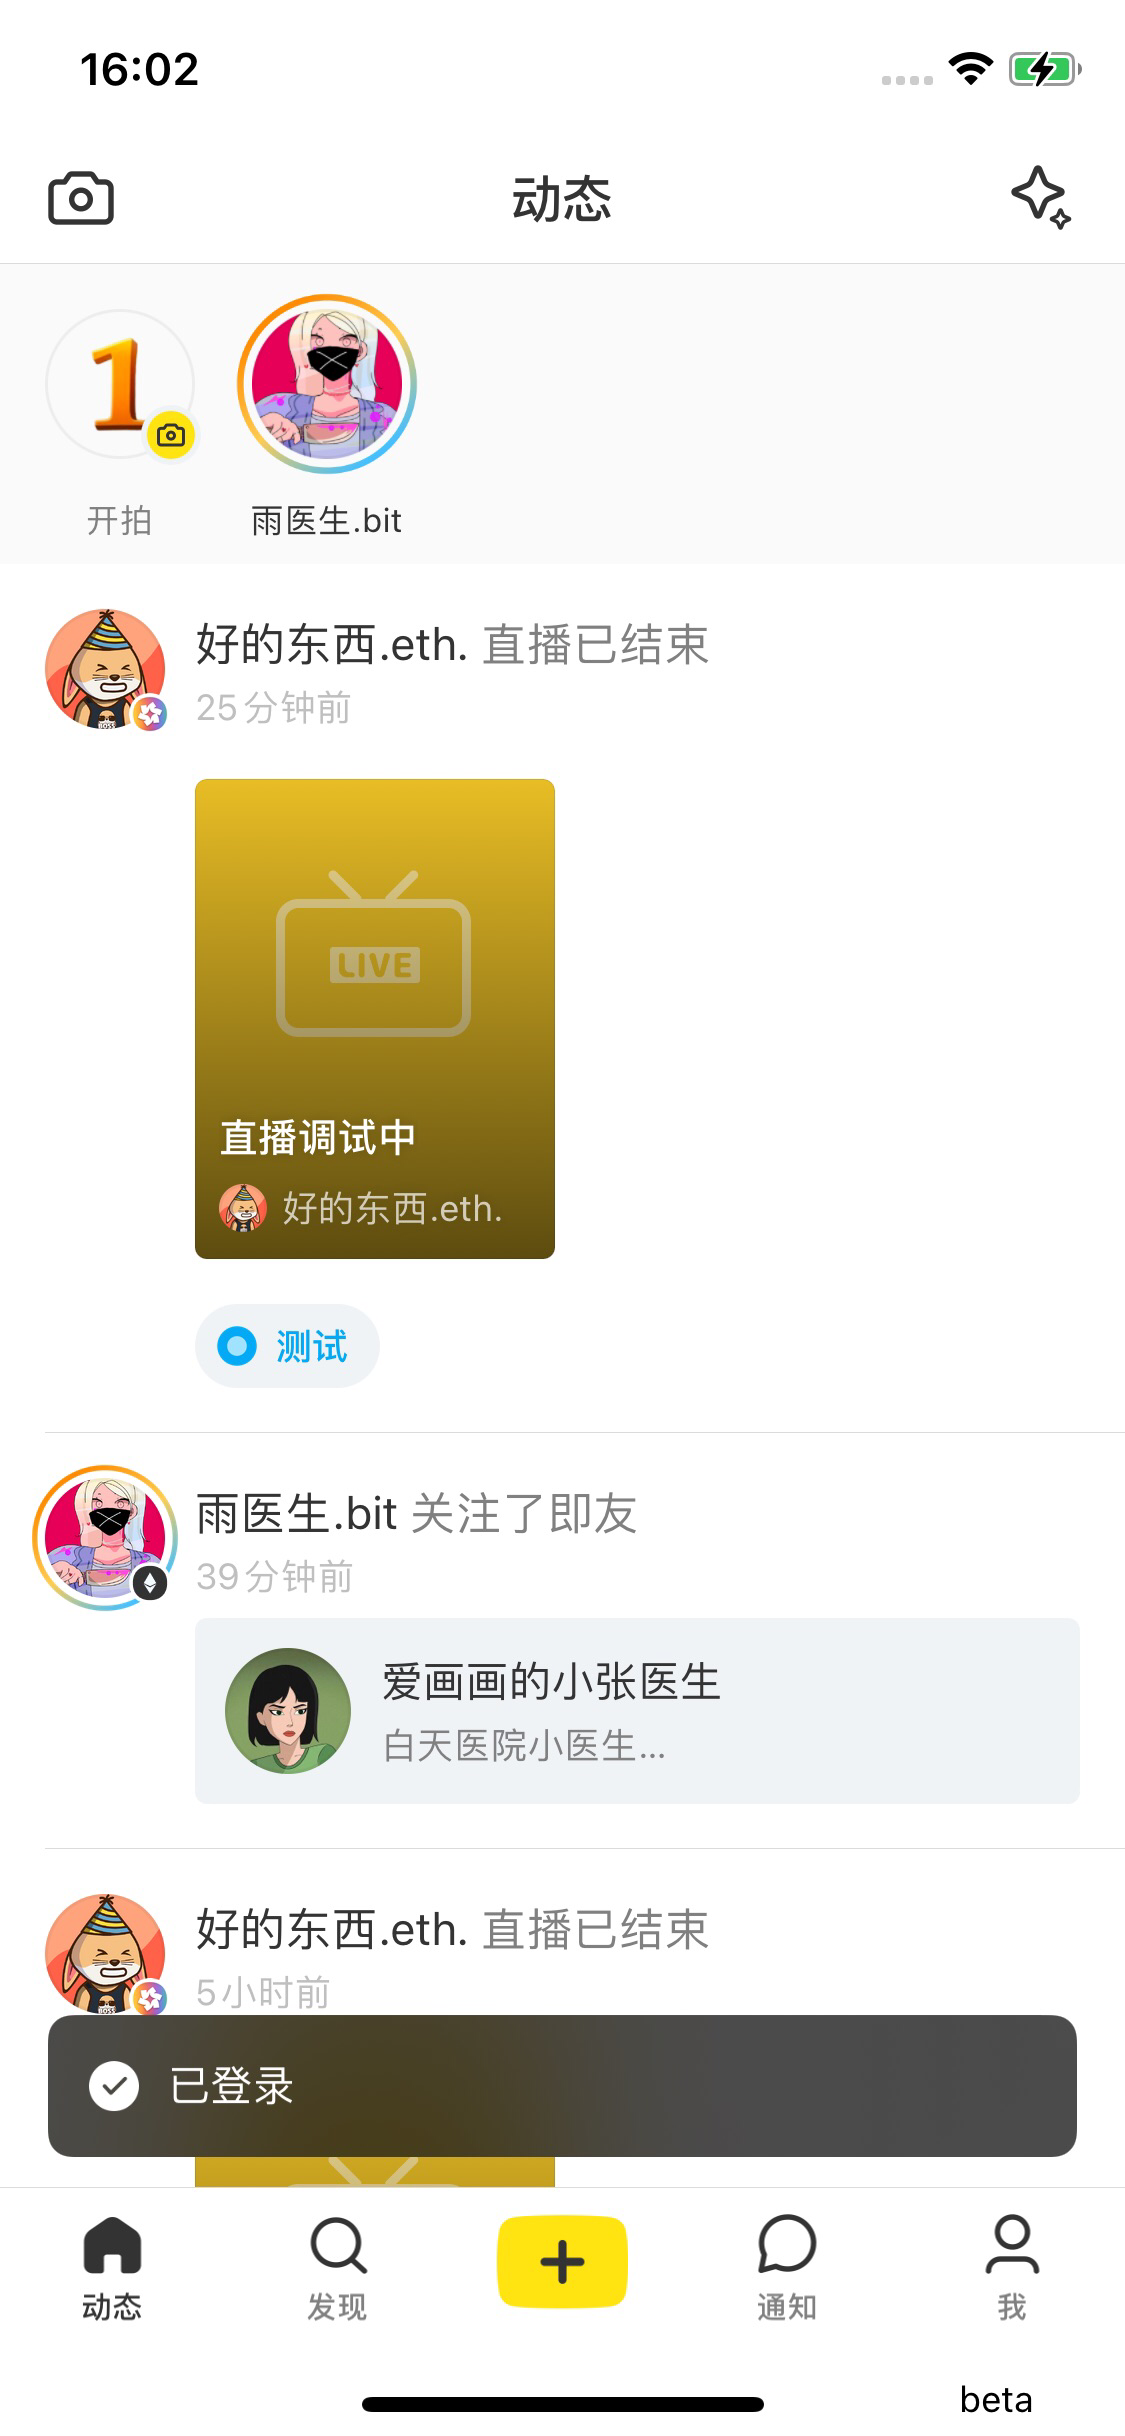 16:02
动态
1
开拍
雨医生.bit
好的东西.eth. 直播已结束
25分钟前
LIVE
直播调试中
好的东西.eth.
测试
雨医生.bit 关注了即友
39分钟前
爱画画的小张医生
白天医院小医生...
好的东西.eth. 直播已结束
5小时前
已登录
动态
发现
通知
我
beta